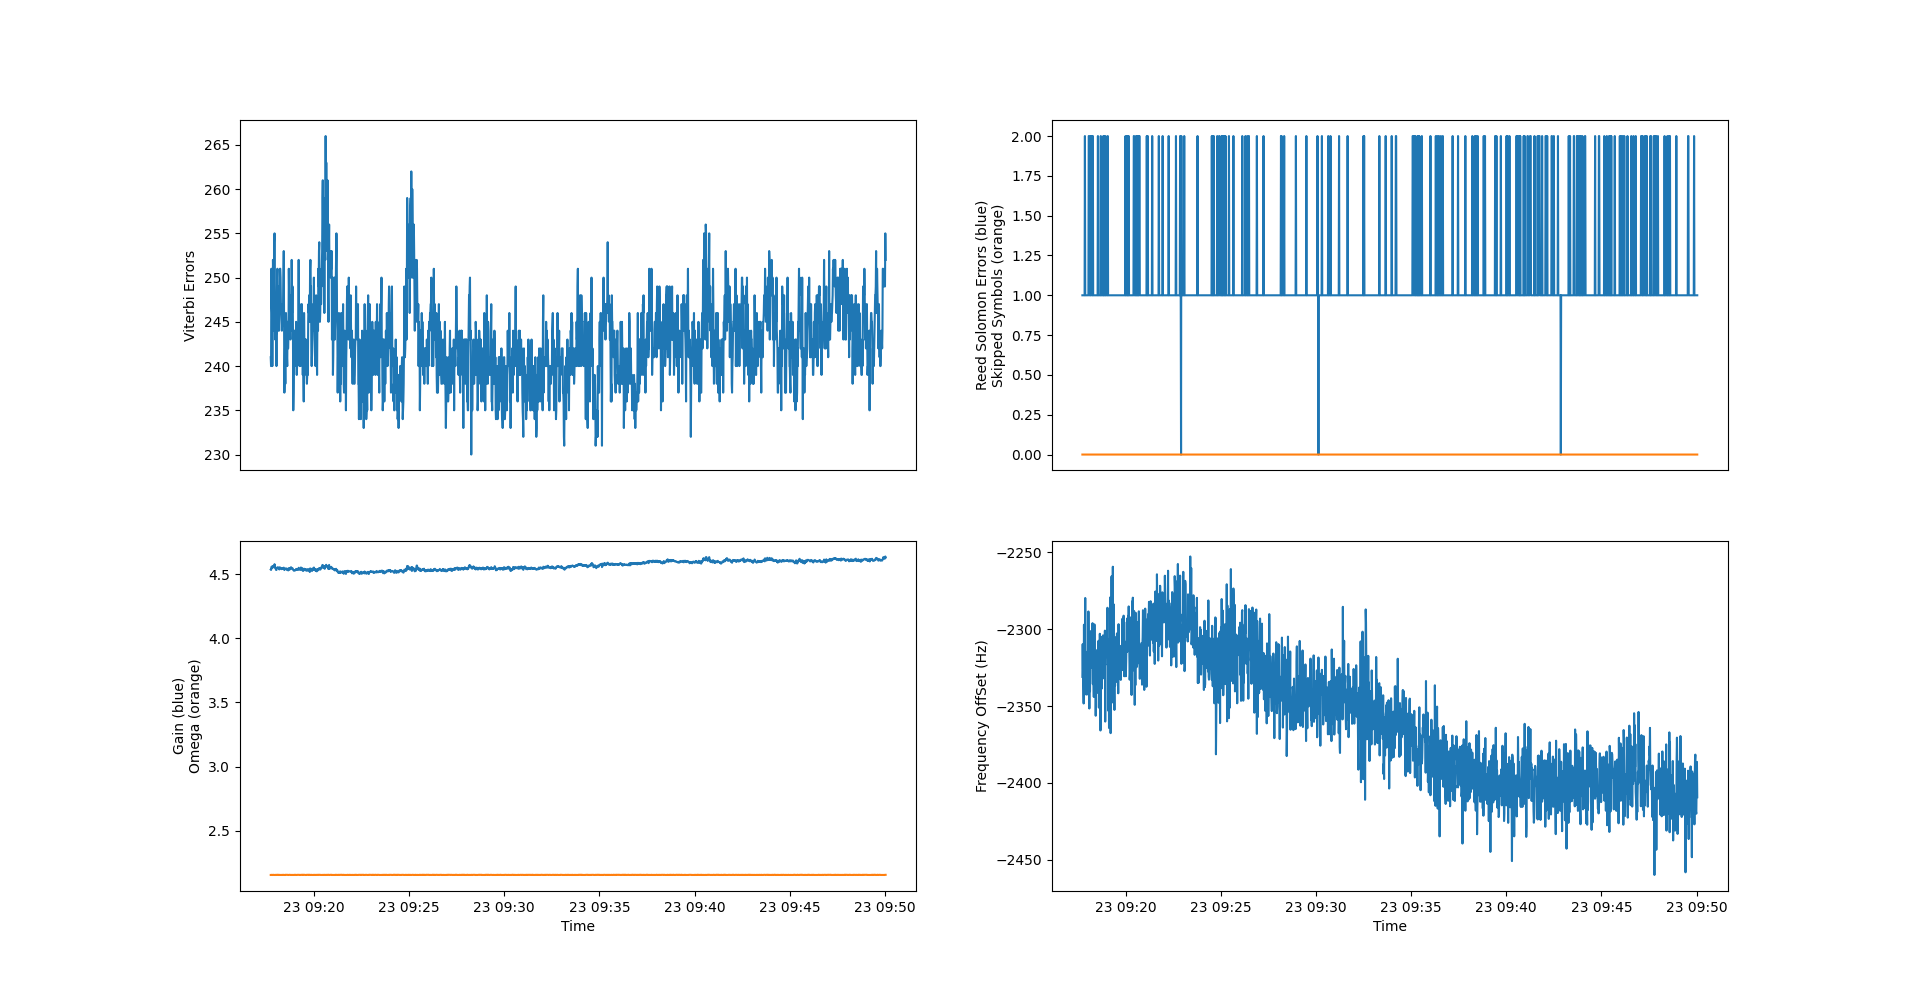 265
260
255
250
245
240
235
230
Viterbi Errors
2.00
1.75
1.50
1.25
1.00
0.75
0.50
0.25
0.00
Reed Solomon Errors (blue)
Skipped Symbols (orange)
4.5
4.0
3.5
3.0
2.5
Gain (blue)
Omega (orange)
23 09:20 23 09:25 23 09:30 23 09:35 23 09:40 23 09:45 23 09:50
Time
−2250
−2300
−2350
−2400
−2450
Frequency OffSet (Hz)
23 09:20 23 09:25 23 09:30 23 09:35 23 09:40 23 09:45 23 09:50
Time